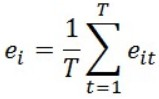 e_i = \frac{1}{T} \sum_{t=1}^{T} e_{it}